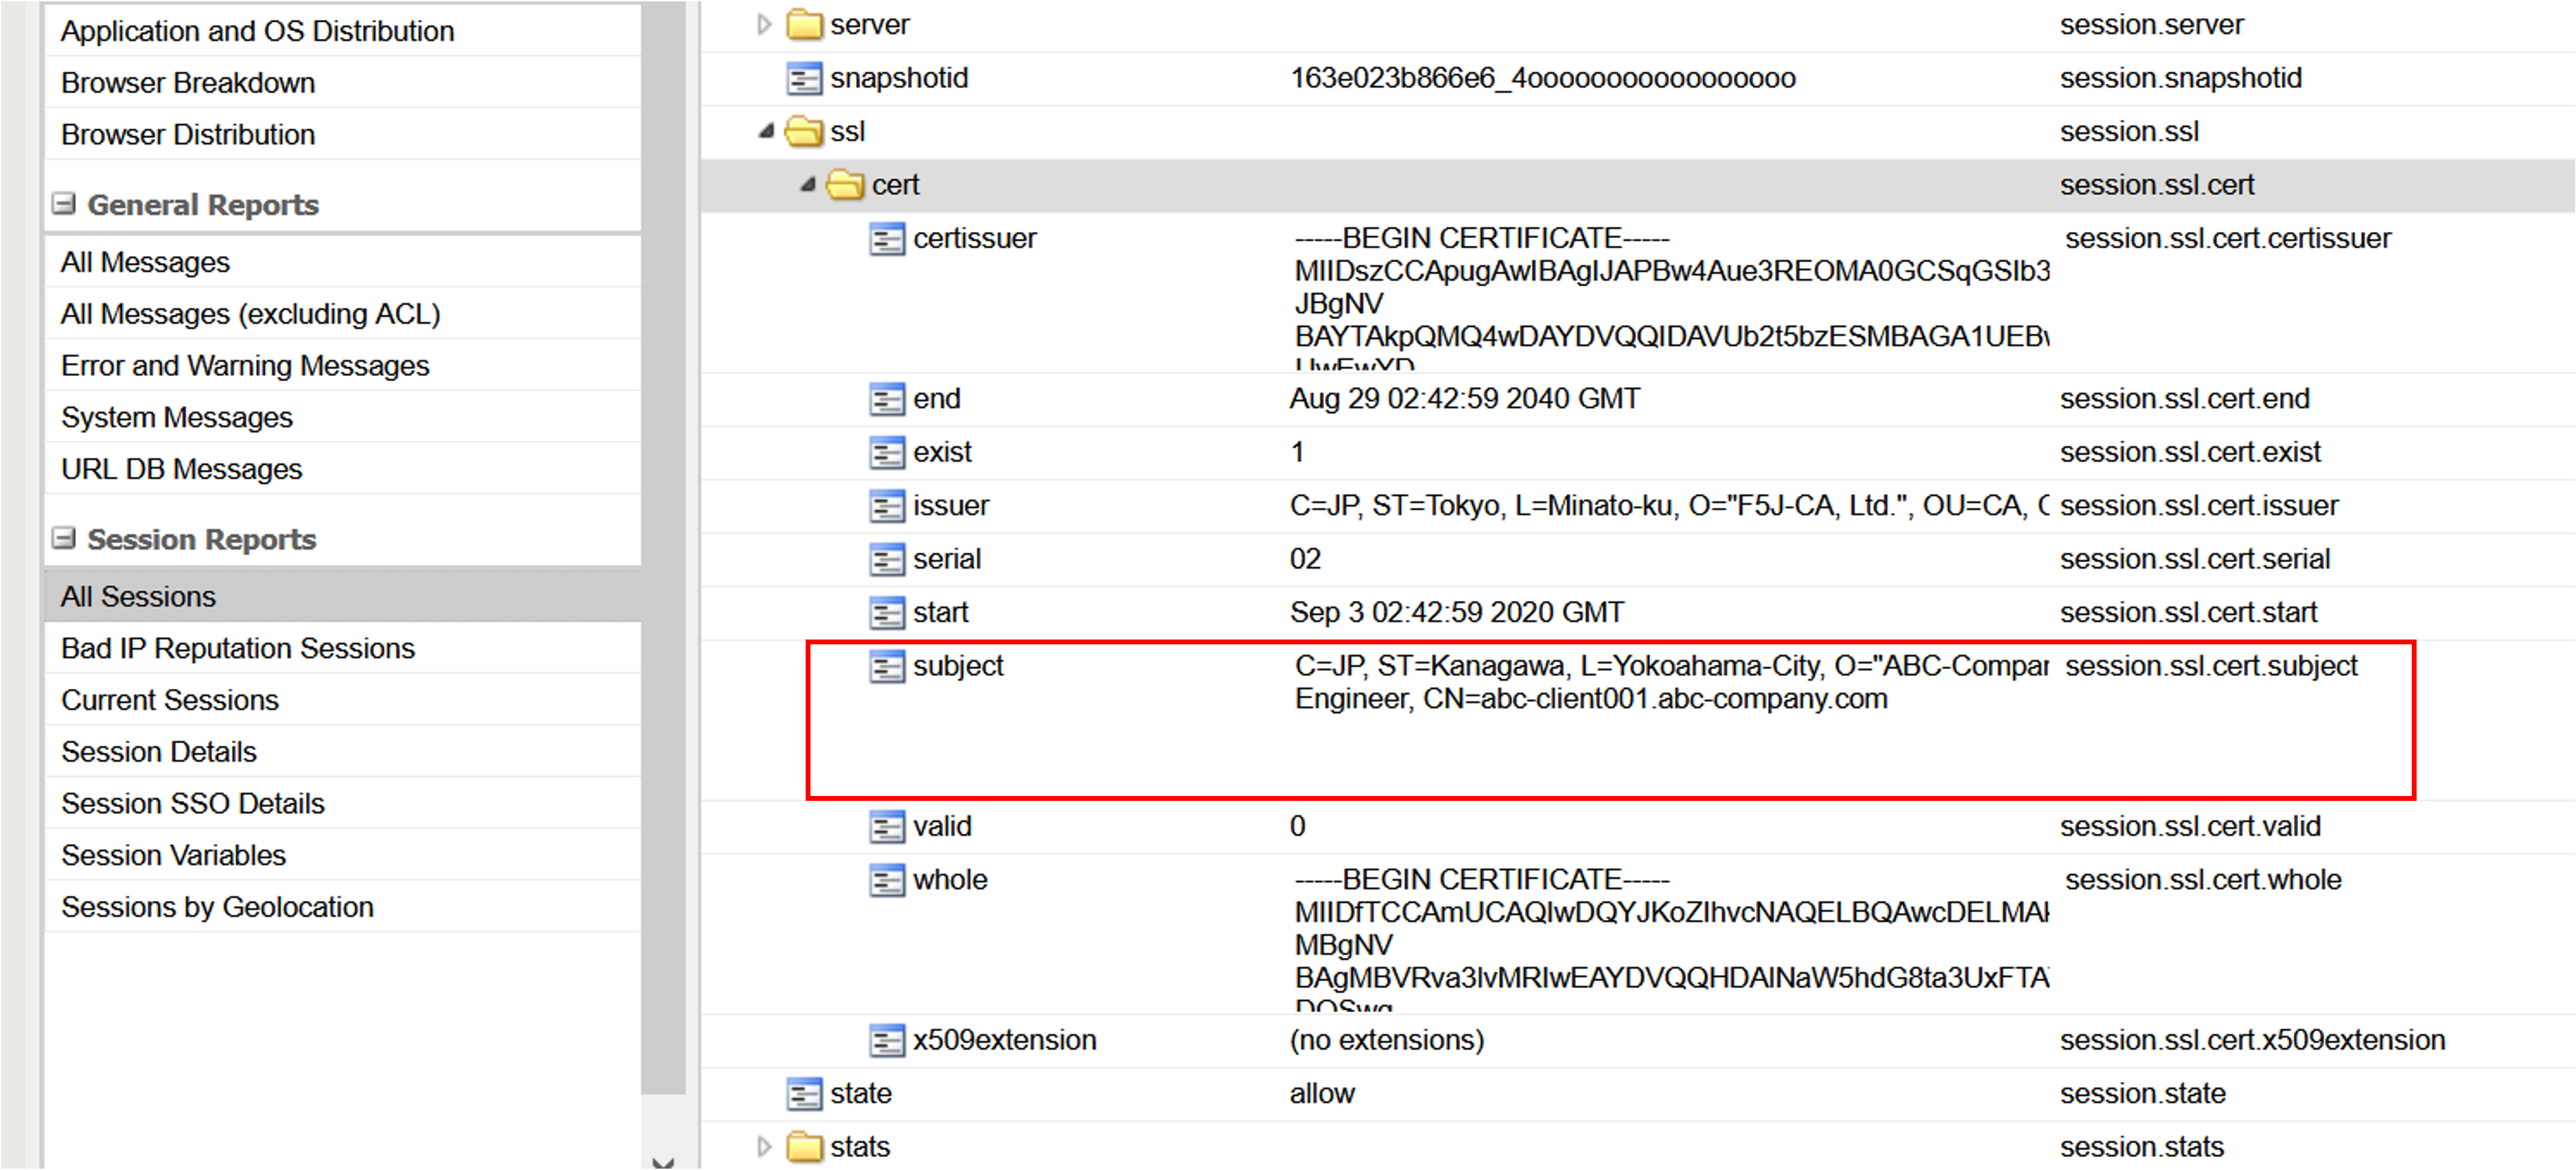 Application and OS Distribution
Browser Breakdown
Browser Distribution
General Reports
All Messages
All Messages (excluding ACL)
Error and Warning Messages
System Messages
URL DB Messages
Session Reports
All Sessions
Bad IP Reputation Sessions
Current Sessions
Session Details
Session SSO Details
Session Variables
Sessions by Geolocation
server session.server
snapshotid 163e023b866e6_4ooooooooooooooooo session.snapshotid
ssl session.ssl
cert session.ssl.cert
certissuer -----BEGIN CERTIFICATE----- session.ssl.cert.certissuer
MIIDszCCApugAwIBAgIJAPBw4Aue3REOMA0GCSqGSIb3
JBgNV
BAYTAkpQMQ4wDAYDVQQIDAVUb2t5bzESMBAGA1UEBw
end Aug 29 02:42:59 2040 GMT session.ssl.cert.end
exist 1 session.ssl.cert.exist
issuer C=JP, ST=Tokyo, L=Minato-ku, O="F5J-CA, Ltd.", OU=CA, C session.ssl.cert.issuer
serial 02 session.ssl.cert.serial
start Sep 3 02:42:59 2020 GMT session.ssl.cert.start
subject C=JP, ST=Kanagawa, L=Yokoahama-City, O="ABC-Compar session.ssl.cert.subject
Engineer, CN=abc-client001.abc-company.com
valid 0 session.ssl.cert.valid
whole -----BEGIN CERTIFICATE----- session.ssl.cert.whole
MIIDfTCCAmUCAQIwDQYJKoZIhvcNAQELBQAwcDELMAk
MBgNV
BAgMBVRva3lvMRIwEAYDVQQHDAlNaW5hdG8ta3UxFTA
x509extension (no extensions) session.ssl.cert.x509extension
state allow session.state
stats session.stats